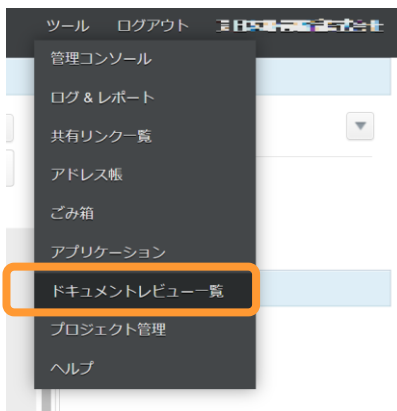 ツール ログアウト
管理コンソール
ログ & レポート
共有リンク一覧
アドレス帳
ごみ箱
アプリケーション
ドキュメントレビュー一覧
プロジェクト管理
ヘルプ